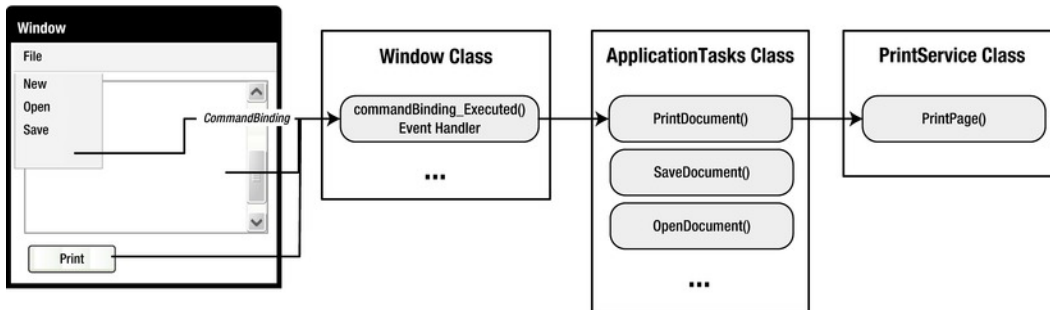 Window
File
New
Open
Save
CommandBinding
Print
Window Class
commandBinding_Executed()
Event Handler
...
ApplicationTasks Class
PrintDocument()
SaveDocument()
OpenDocument()
...
PrintService Class
PrintPage()